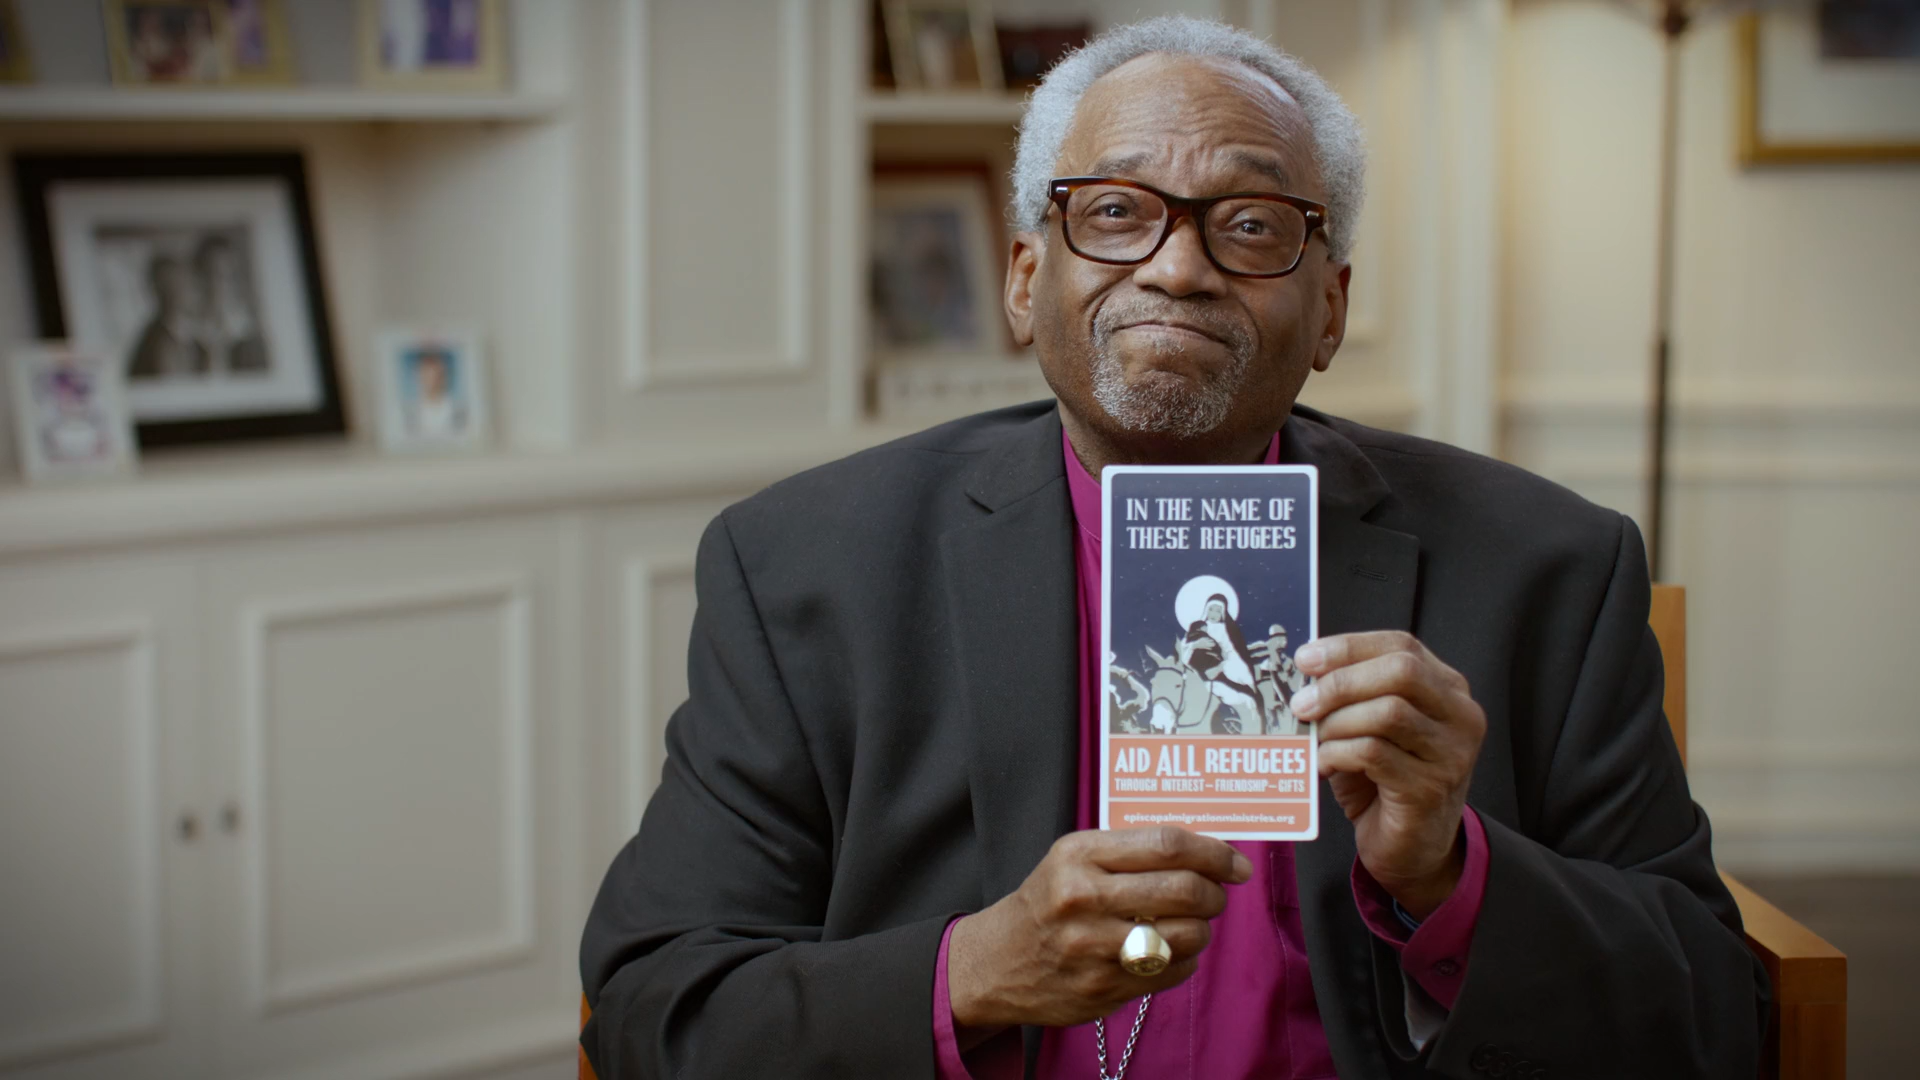 IN THE NAME OF
THESE REFUGEES
AID ALL REFUGEES
THROUGH INTEREST—FRIENDSHIP—GIFTS
episcopalmigrationministries.org